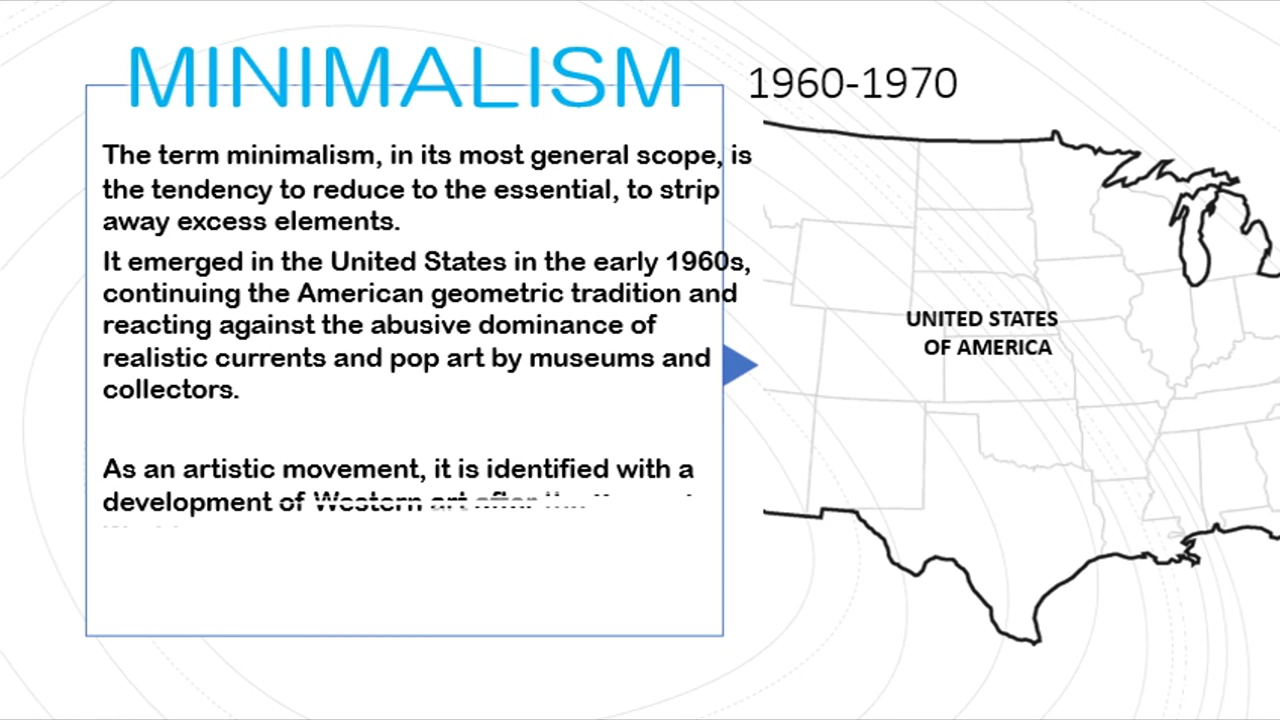 MINIMALISM
1960-1970
The term minimalism, in its most general scope, is
the tendency to reduce to the essential, to strip
away excess elements.
It emerged in the United States in the early 1960s,
continuing the American geometric tradition and
reacting against the abusive dominance of
realistic currents and pop art by museums and
collectors.
As an artistic movement, it is identified with a
development of Western art
UNITED STATES
OF AMERICA